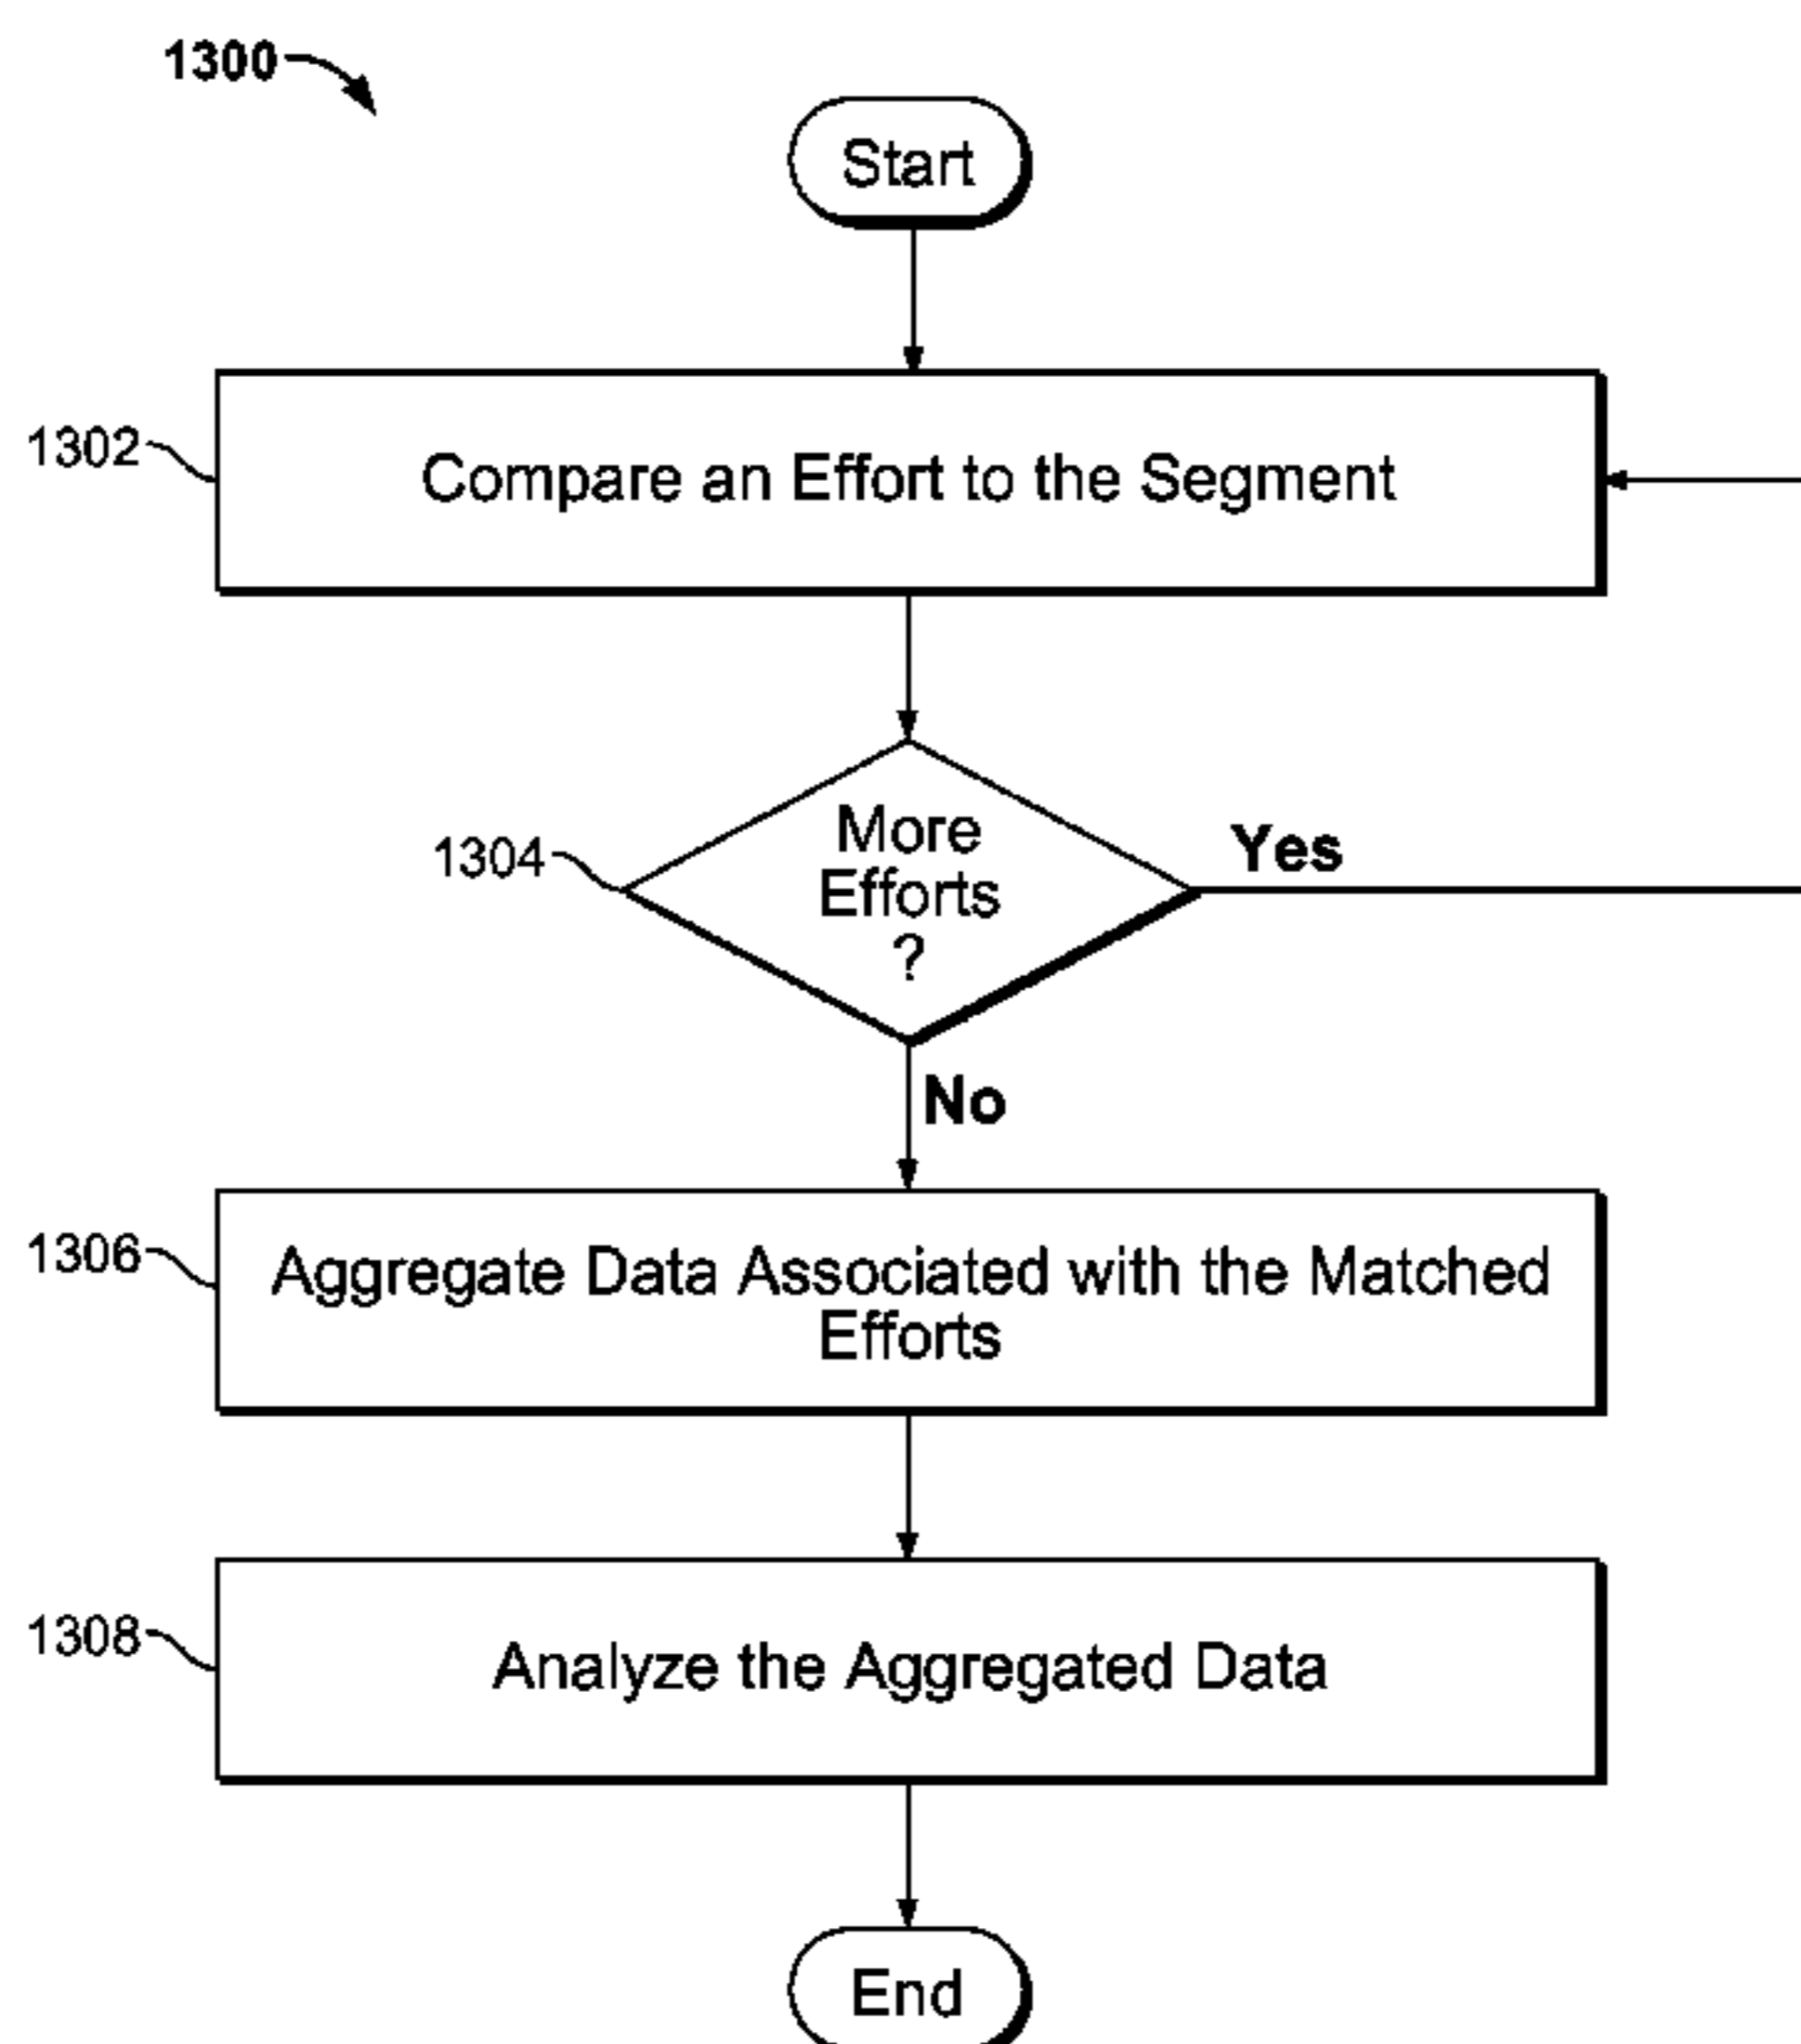 1300
Start
1302
Compare an Effort to the Segment
1304
More
Efforts
?
Yes
No
1306
Aggregate Data Associated with the Matched
Efforts
1308
Analyze the Aggregated Data
End